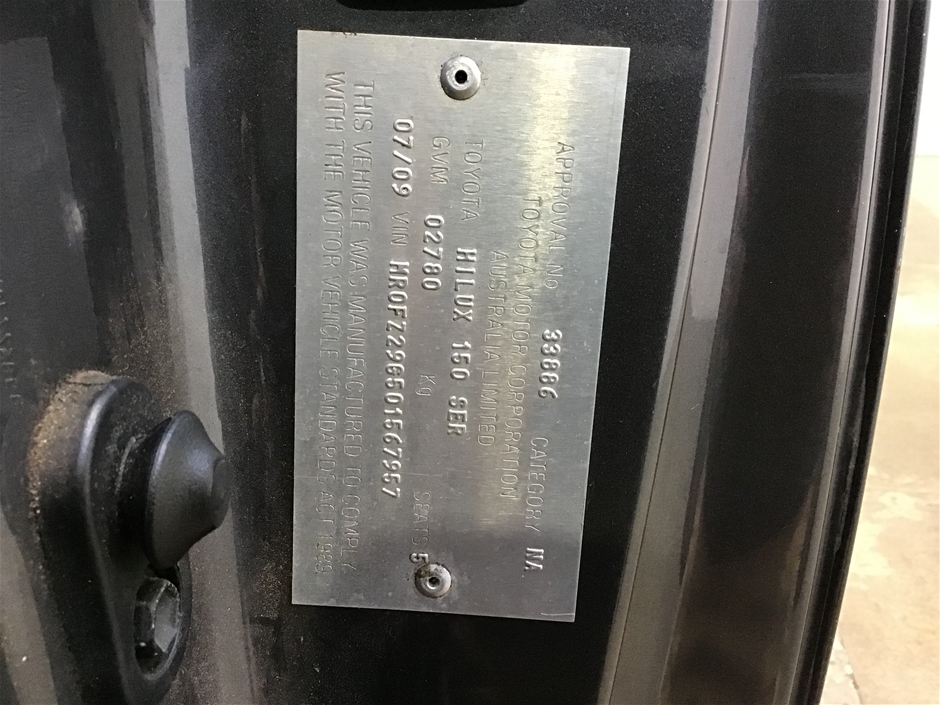 APPROVAL No 33886 CATEGORY NA
TOYOTA MOTOR CORPORATION
AUSTRALIA LIMITED
TOYOTA HILUX 150 SER
GVM 02780 Kg SEATS 5
07/09 VIN MR0FZ29G501567957
THIS VEHICLE WAS MANUFACTURED TO COMPLY
WITH THE MOTOR VEHICLE STANDARDS ACT 1989